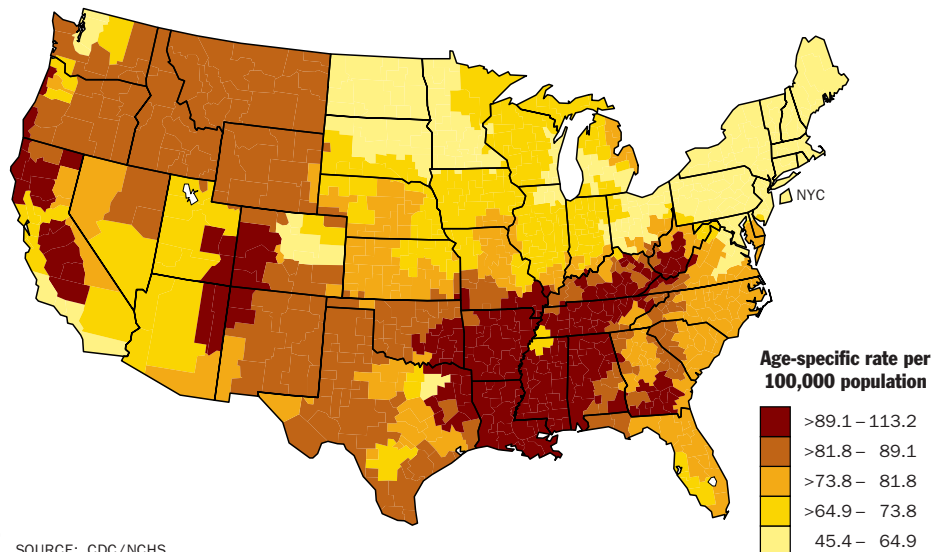 NYC
Age-specific rate per
100,000 population
>89.1 – 113.2
>81.8 – 89.1
>73.8 – 81.8
>64.9 – 73.8
45.4 – 64.9
SOURCE: CDC/NCHS